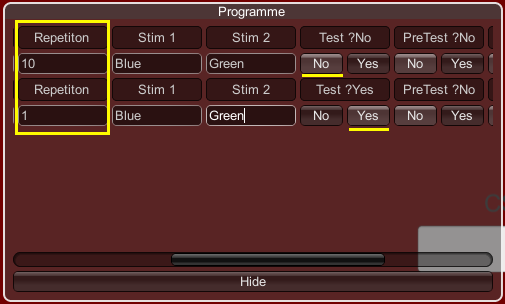 Programme
Repetiton Stim 1 Stim 2 Test ?No PreTest ?No
10 Blue Green No Yes No Yes
Repetiton Stim 1 Stim 2 Test ?Yes PreTest ?No
1 Blue Green No Yes No Yes
Hide